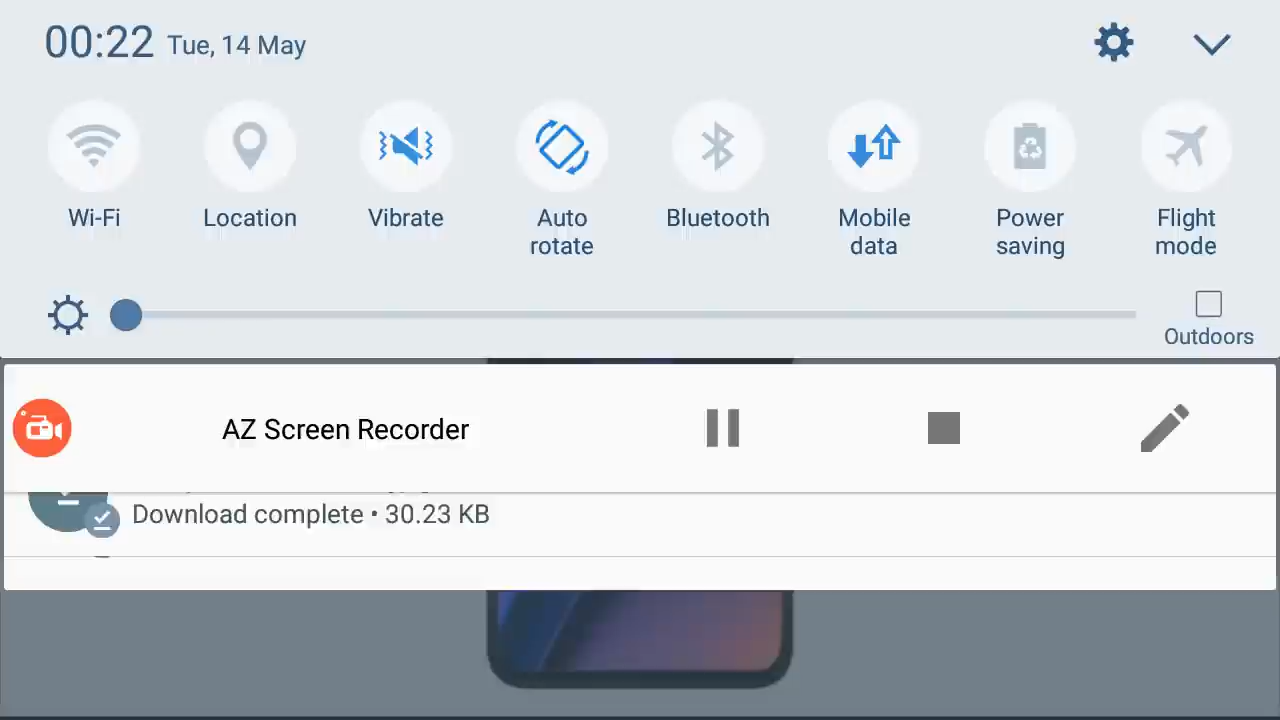 00:22 Tue, 14 May
Wi-Fi
Location
Vibrate
Auto rotate
Bluetooth
Mobile data
Power saving
Flight mode
Outdoors
AZ Screen Recorder
Download complete • 30.23 KB